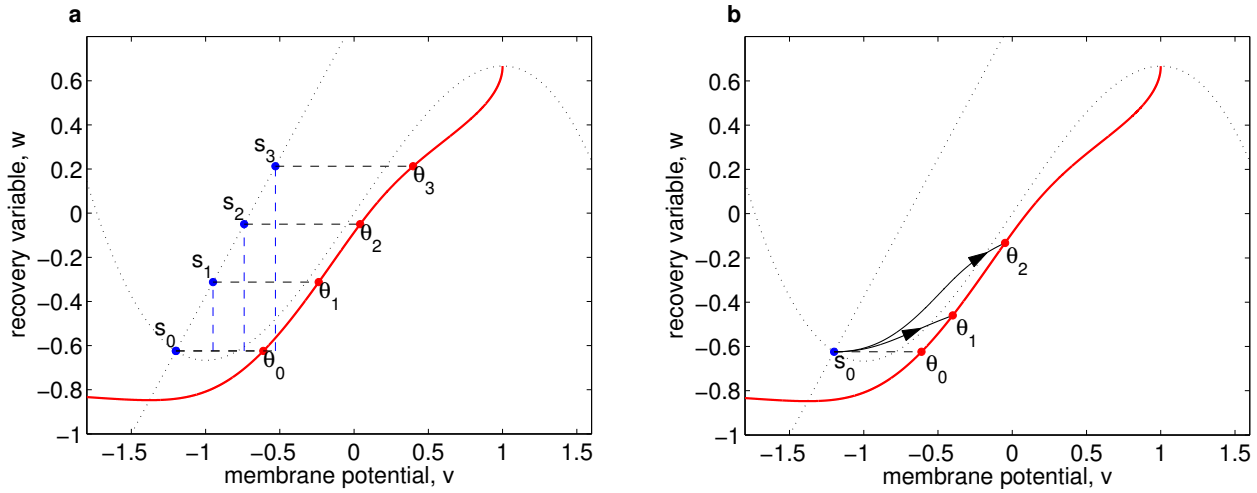 a
recovery variable, w
0.6
0.4
0.2
0
−0.2
−0.4
−0.6
−0.8
−1
s3
s2
s1
s0
θ3
θ2
θ1
θ0
−1.5 −1 −0.5 0 0.5 1 1.5
membrane potential, v
b
recovery variable, w
0.6
0.4
0.2
0
−0.2
−0.4
−0.6
−0.8
−1
θ2
θ1
s0
θ0
−1.5 −1 −0.5 0 0.5 1 1.5
membrane potential, v